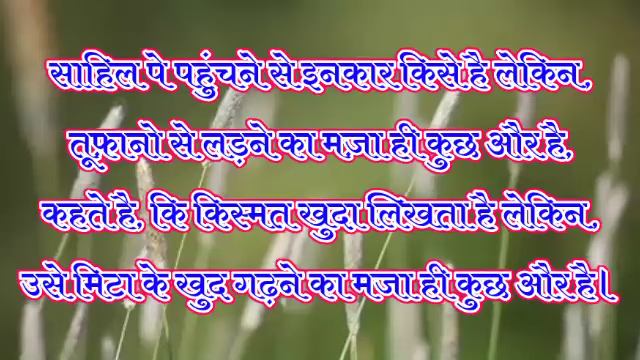 साहिल पे पहुंचने से इनकार किसे है लेकिन,
तूफ़ानो से लड़ने का मज़ा ही कुछ और है,
कहते है, कि किस्मत खुदा लिखता है लेकिन,
उसे मिटा के खुद गढ़ने का मजा ही कुछ और है।